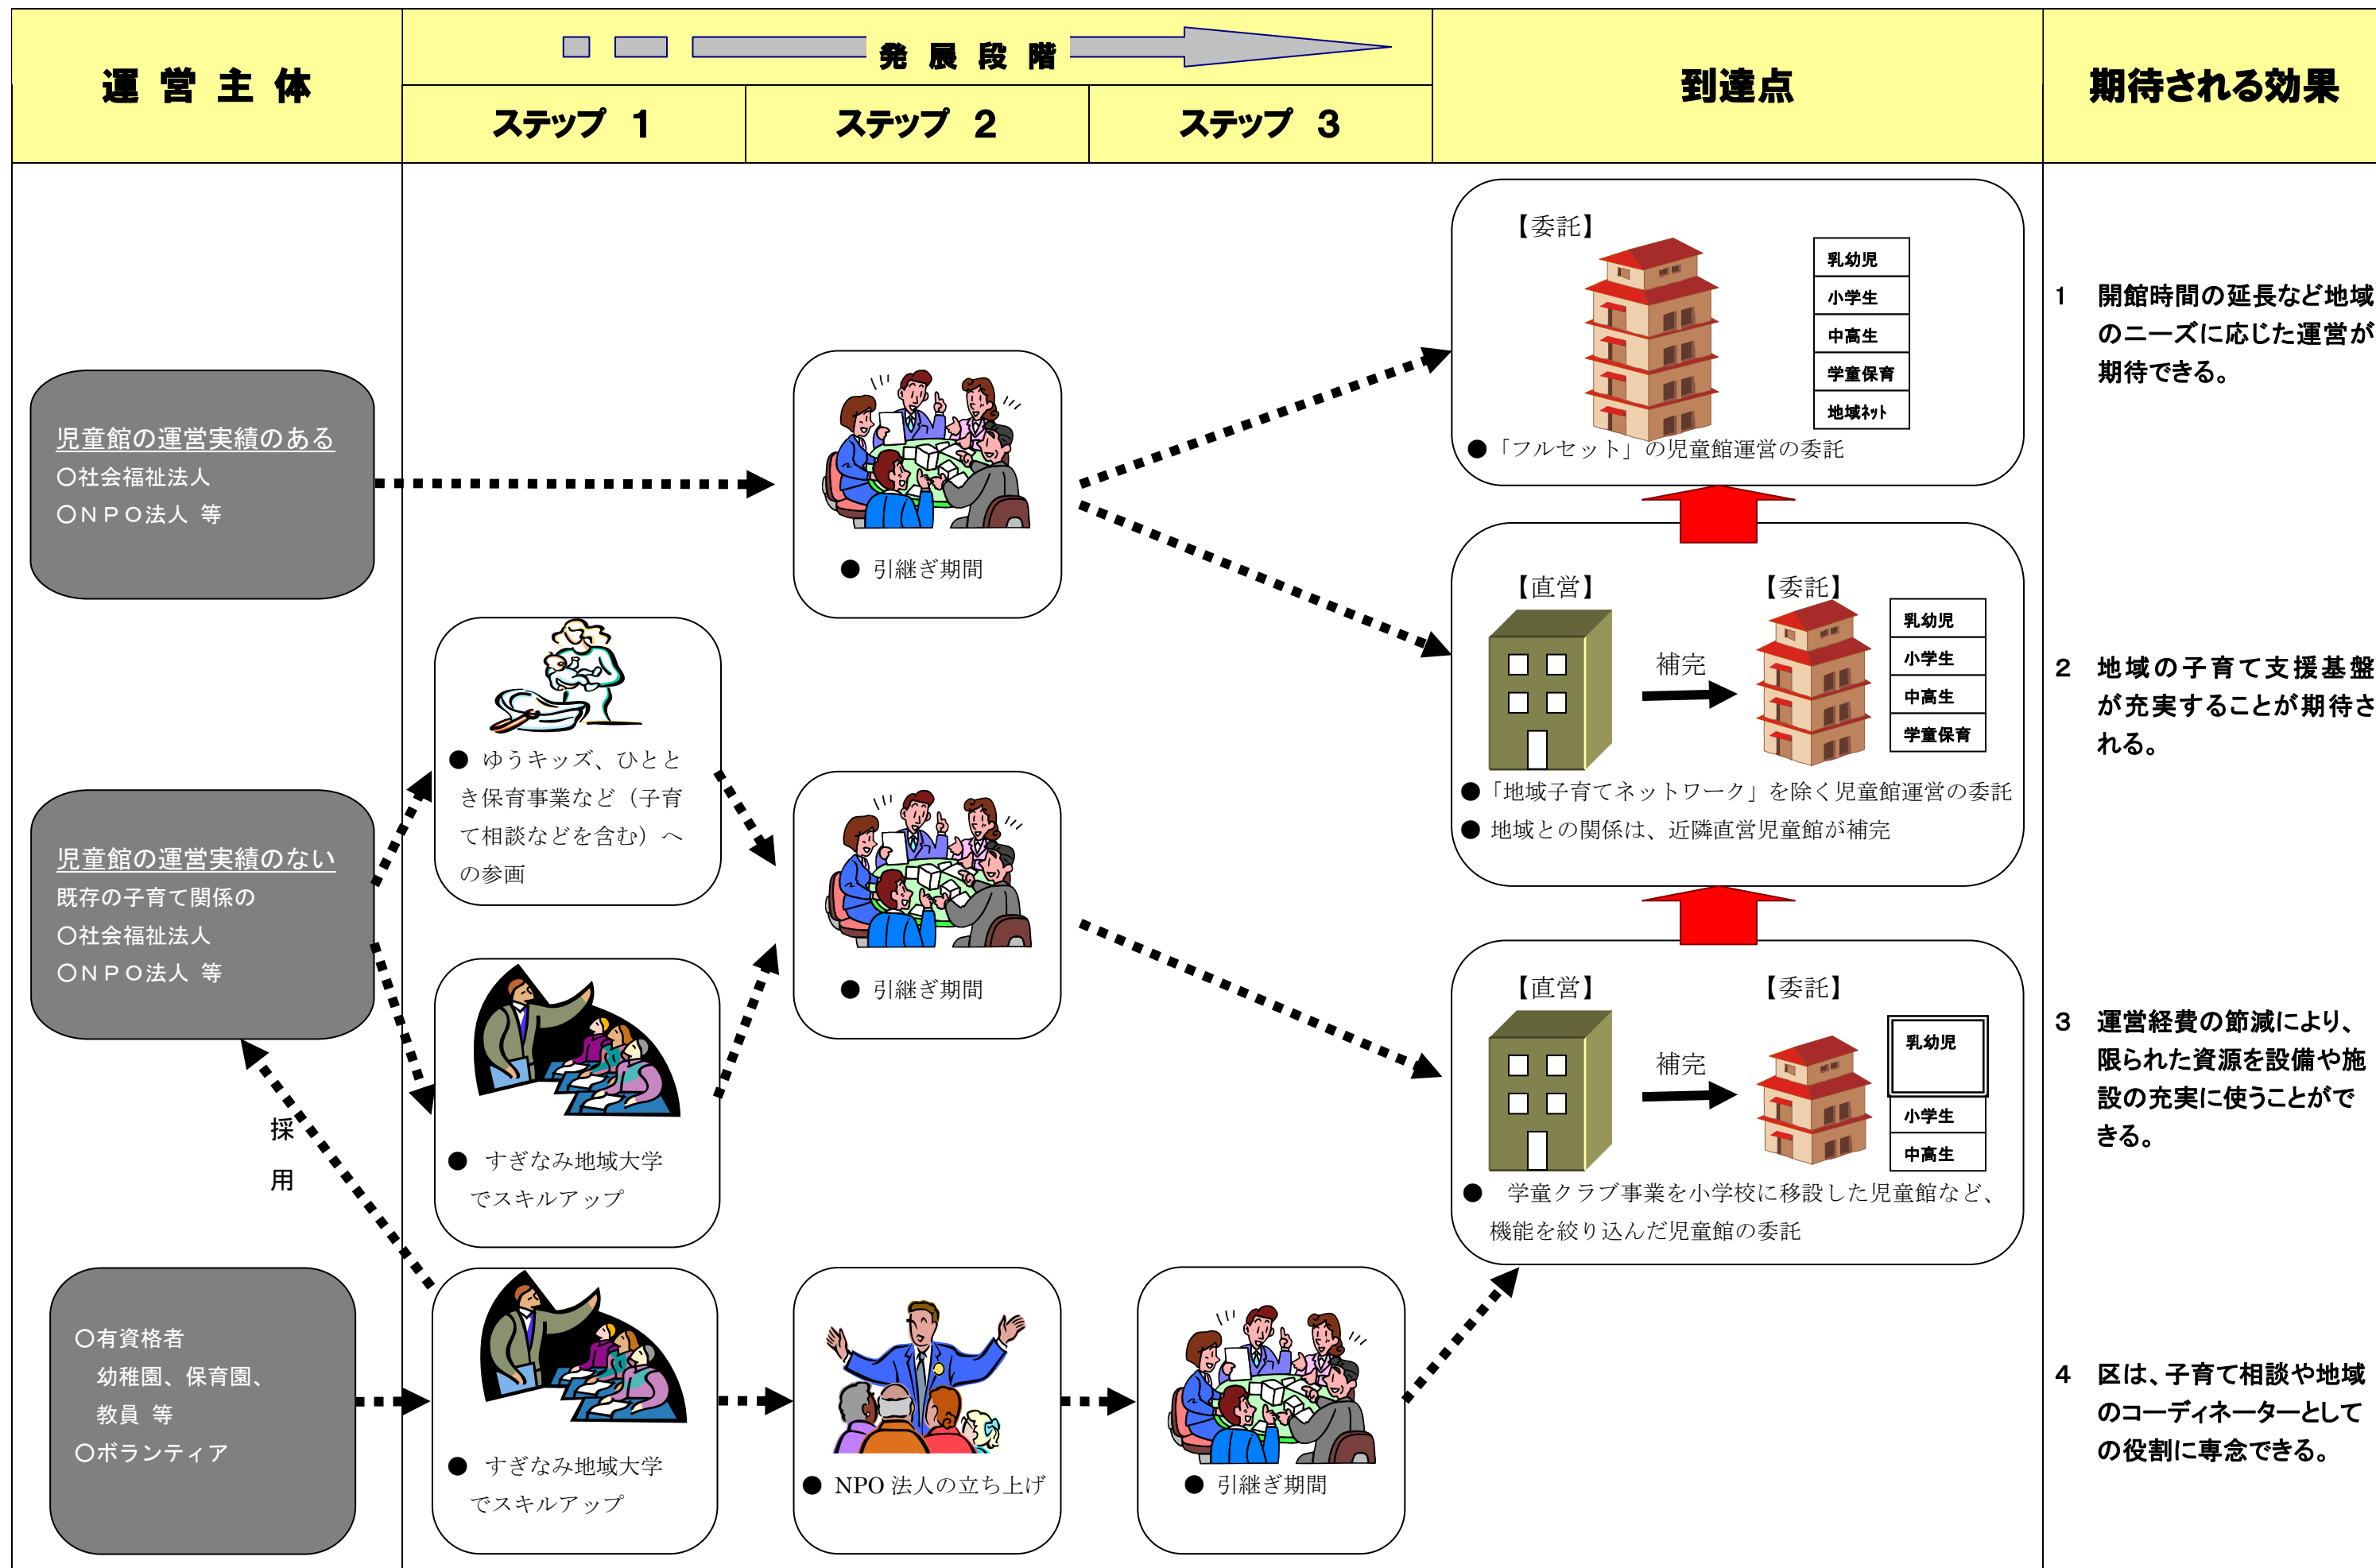 運営主体
発展段階
ステップ 1
ステップ 2
ステップ 3
到達点
期待される効果
児童館の運営実績のある
○社会福祉法人
○NPO法人 等
● 引継ぎ期間
【委託】
乳幼児
小学生
中高生
学童保育
地域ネット
●「フルセット」の児童館運営の委託
児童館の運営実績のない
既存の子育て関係の
○社会福祉法人
○NPO法人 等
● ゆうキッズ、ひとと
き保育事業など（子育
て相談などを含む）へ
の参画
● すぎなみ地域大学
でスキルアップ
● 引継ぎ期間
【直営】
【委託】
補完
乳幼児
小学生
中高生
学童保育
●「地域子育てネットワーク」を除く児童館運営の委託
● 地域との関係は、近隣直営児童館が補完
採
用
○有資格者
幼稚園、保育園、
教員 等
○ボランティア
● すぎなみ地域大学
でスキルアップ
● NPO 法人の立ち上げ
● 引継ぎ期間
【直営】
【委託】
補完
乳幼児
小学生
中高生
● 学童クラブ事業を小学校に移設した児童館など、
機能を絞り込んだ児童館の委託
1 開館時間の延長など地域
のニーズに応じた運営が
期待できる。
2 地域の子育て支援基盤
が充実することが期待さ
れる。
3 運営経費の節減により、
限られた資源を設備や施
設の充実に使うことがで
きる。
4 区は、子育て相談や地域
のコーディネーターとして
の役割に専念できる。